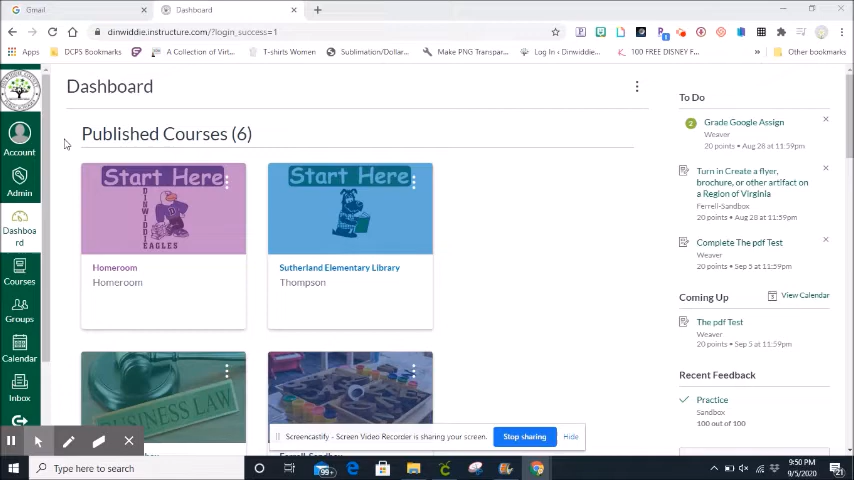 Gmail
Dashboard
dinwiddie.instructure.com/?login_success=1
Apps
DCPS Bookmarks
A Collection of Virt...
T-shirts Women
Sublimation/Dollar...
Make PNG Transpar...
Log In ‹ Dinwiddie...
100 FREE DISNEY F...
»
Other bookmarks
Account
Admin
Dashboa
rd
Courses
Groups
Calendar
Inbox
Dashboard
Published Courses (6)
Start Here
DINWIDDIE
EAGLES
Homeroom
Homeroom
Start Here
Sutherland Elementary Library
Thompson
BUSINESS LAW
To Do
2
Grade Google Assign
Weaver
20 points • Aug 28 at 11:59pm
Turn in Create a flyer,
brochure, or other artifact on
a Region of Virginia
Ferrell-Sandbox
20 points • Aug 28 at 11:59pm
Complete The pdf Test
Weaver
20 points • Sep 5 at 11:59pm
Coming Up
View Calendar
The pdf Test
Weaver
20 points • Sep 5 at 11:59pm
Recent Feedback
Practice
Sandbox
100 out of 100
Screencastify - Screen Video Recorder is sharing your screen.
Stop sharing
Hide
Type here to search
99+
9:50 PM
9/5/2020
21